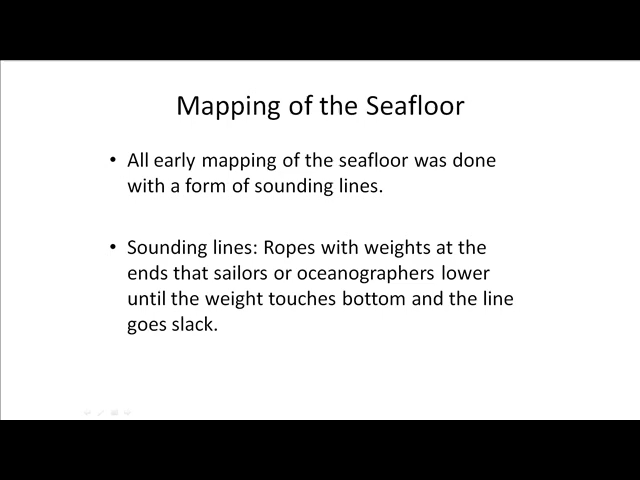 Mapping of the Seafloor
• All early mapping of the seafloor was done
with a form of sounding lines.
• Sounding lines: Ropes with weights at the
ends that sailors or oceanographers lower
until the weight touches bottom and the line
goes slack.